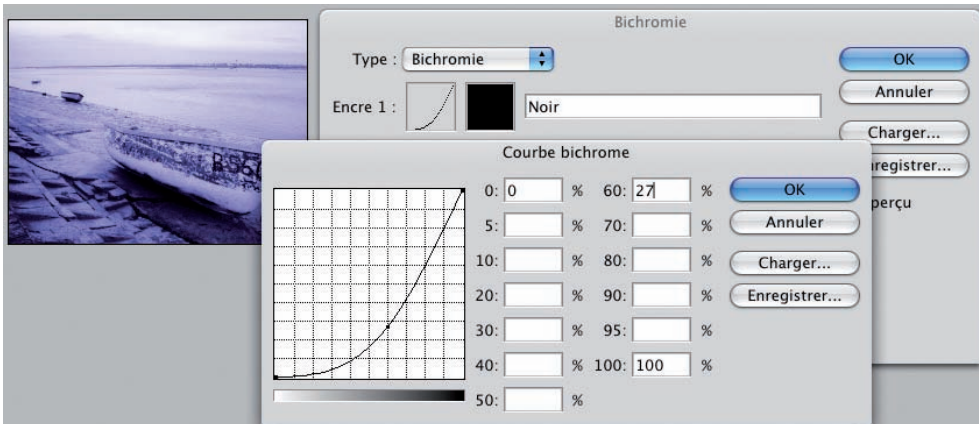 Bichromie
Type : Bichromie
OK
Annuler
Encre 1 : Noir
Charger...
registrer...
perçu
Courbe bichrome
0: 0 % 60: 27 %
5: % 70: %
10: % 80: %
20: % 90: %
30: % 95: %
40: % 100: 100 %
50: %
OK
Annuler
Charger...
Enregistrer...